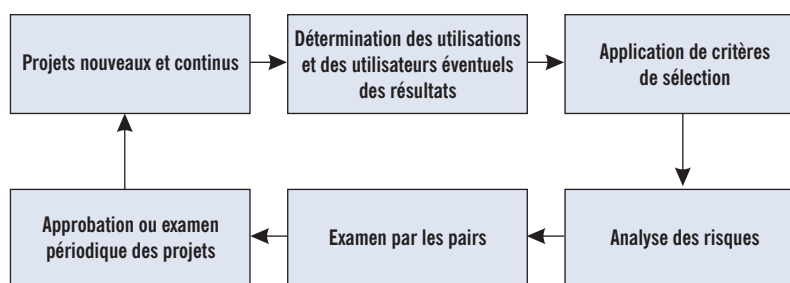 Projets nouveaux et continus
Détermination des utilisations
et des utilisateurs éventuels
des résultats
Application de critères
de sélection
Analyse des risques
Examen par les pairs
Approbation ou examen
périodique des projets